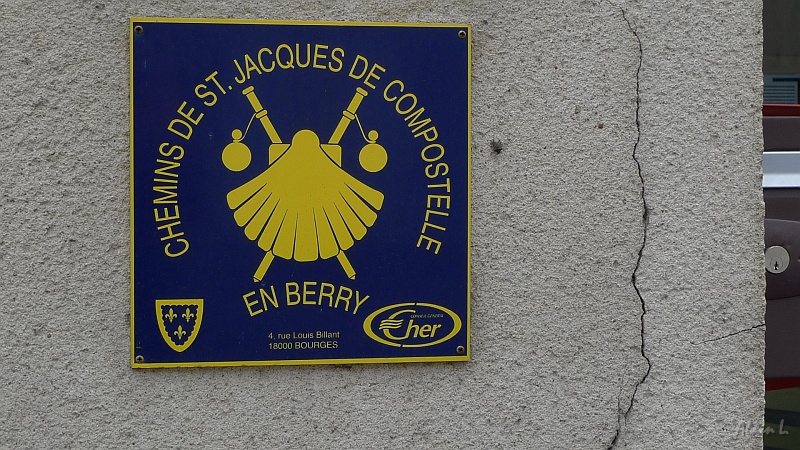 CHEMINS DE ST. JACQUES DE COMPOSTELLE
EN BERRY
4, rue Louis Billant
18000 BOURGES
Cher